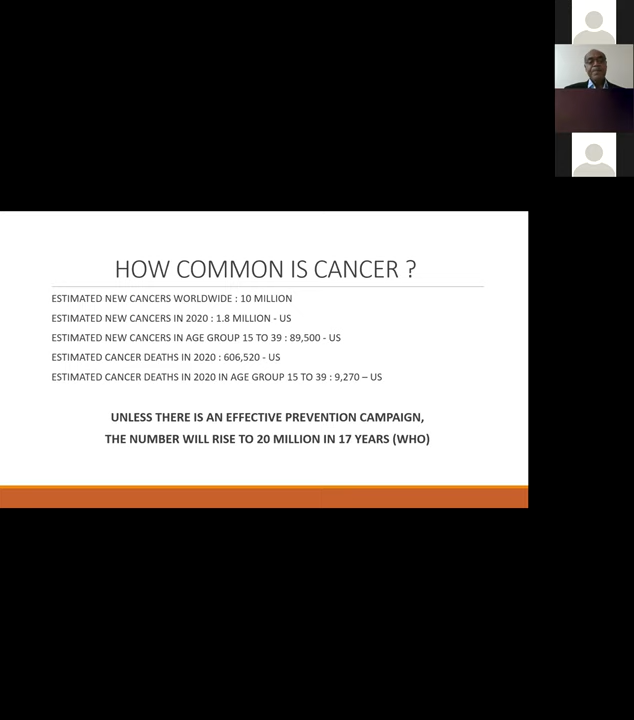 HOW COMMON IS CANCER ?
ESTIMATED NEW CANCERS WORLDWIDE : 10 MILLION
ESTIMATED NEW CANCERS IN 2020 : 1.8 MILLION - US
ESTIMATED NEW CANCERS IN AGE GROUP 15 TO 39 : 89,500 - US
ESTIMATED CANCER DEATHS IN 2020 : 606,520 - US
ESTIMATED CANCER DEATHS IN 2020 IN AGE GROUP 15 TO 39 : 9,270 – US
UNLESS THERE IS AN EFFECTIVE PREVENTION CAMPAIGN,
THE NUMBER WILL RISE TO 20 MILLION IN 17 YEARS (WHO)